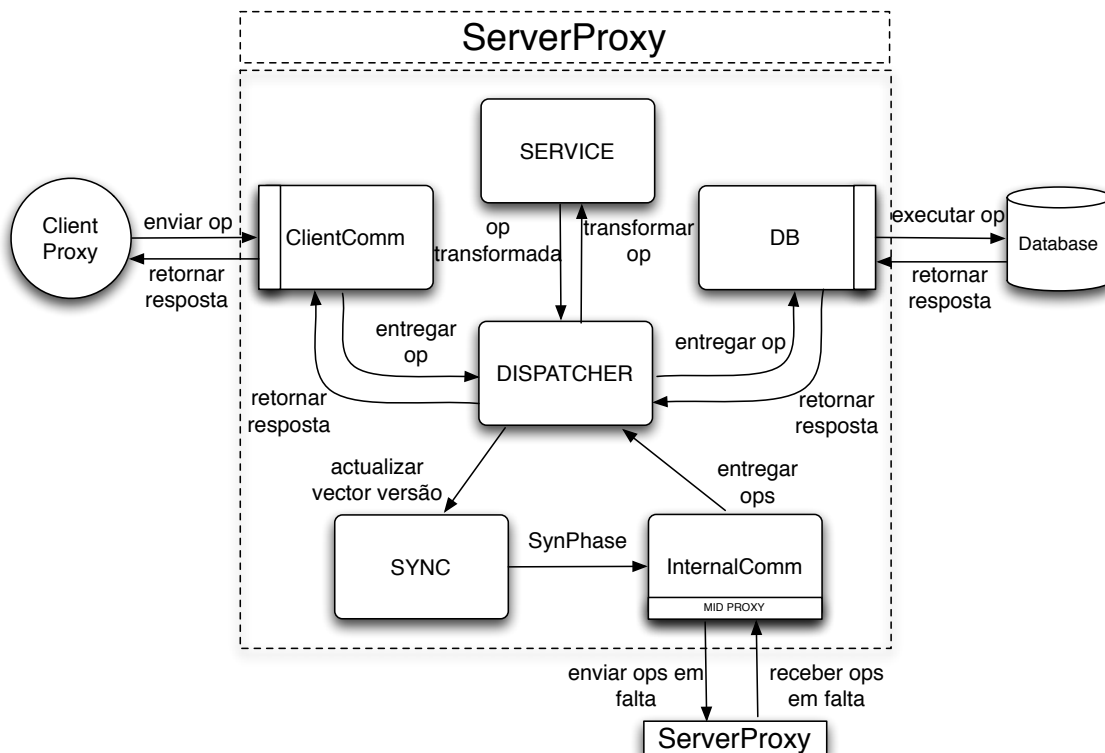 ServerProxy
SERVICE
Client
Proxy
enviar op
retornar
resposta
ClientComm
op
transformada
transformar
op
DB
executar op
retornar
resposta
Database
entregar
op
DISPATCHER
entregar op
retornar
resposta
retornar
resposta
actualizar
vector versão
entregar
ops
SYNC
SynPhase
InternalComm
MID PROXY
enviar ops em
falta
receber ops
em falta
ServerProxy